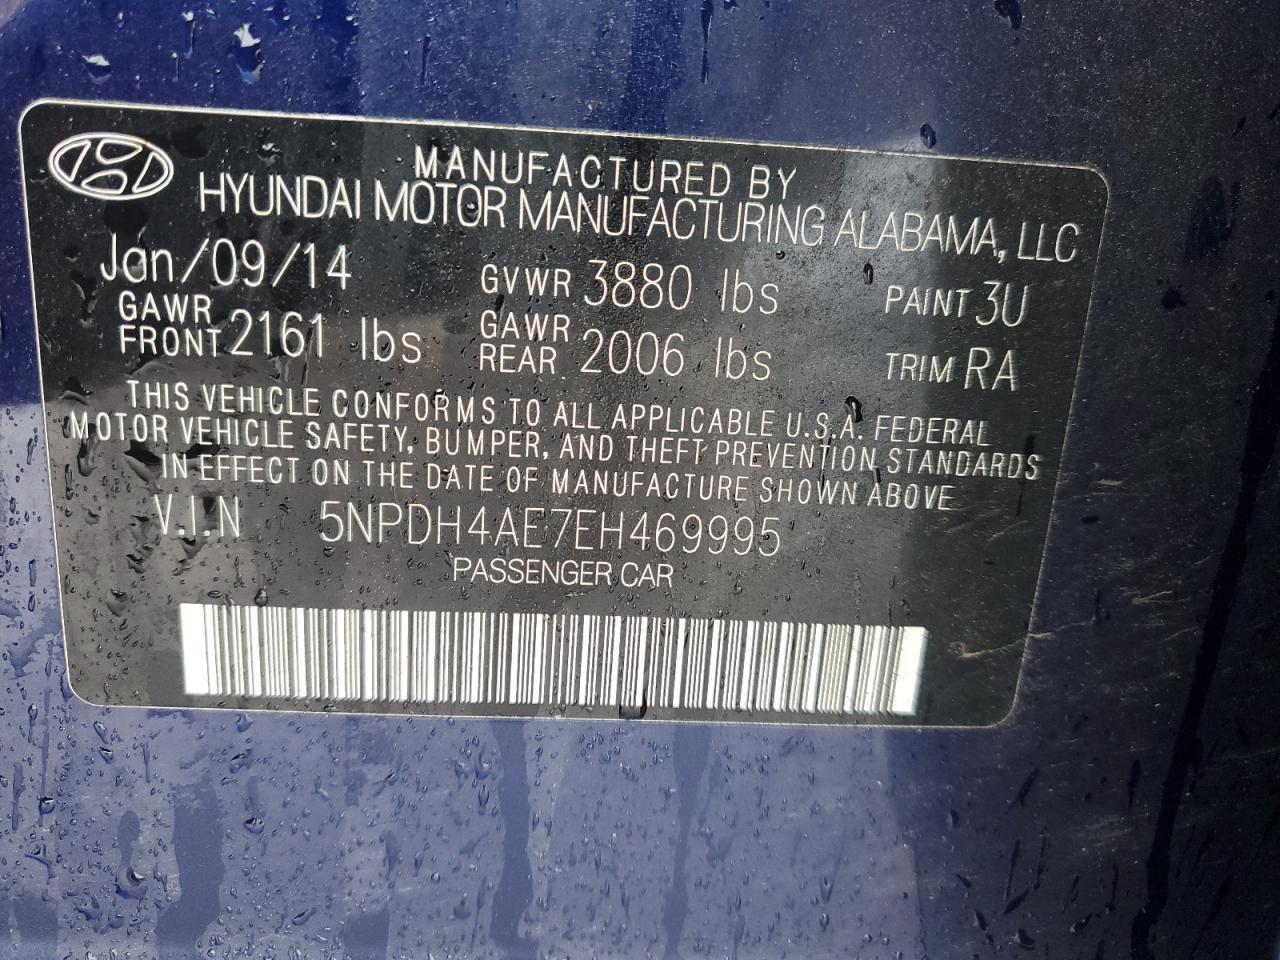 MANUFACTURED BY
HYUNDAI MOTOR MANUFACTURING ALABAMA, LLC
Jan/09/14 GVWR 3880 lbs PAINT 3U
GAWR FRONT 2161 lbs GAWR REAR 2006 lbs TRIM RA
THIS VEHICLE CONFORMS TO ALL APPLICABLE U.S.A. FEDERAL
MOTOR VEHICLE SAFETY, BUMPER, AND THEFT PREVENTION STANDARDS
IN EFFECT ON THE DATE OF MANUFACTURE SHOWN ABOVE
V.I.N 5NPDH4AE7EH469995
PASSENGER CAR